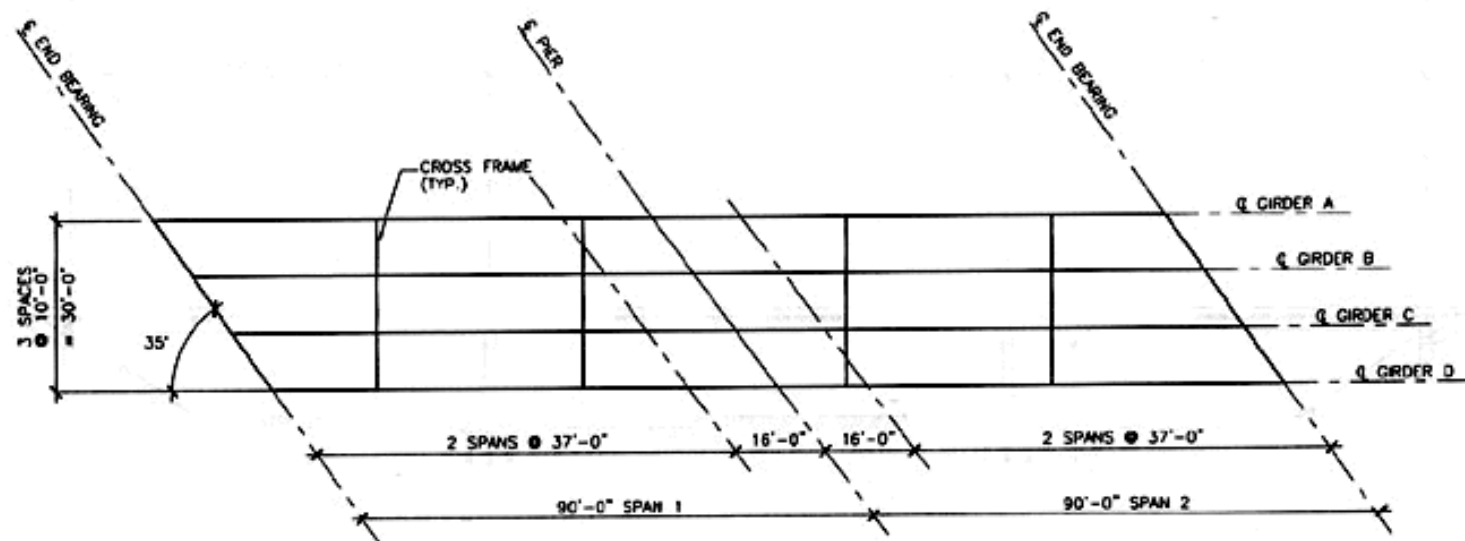 ℄ END BEARING
℄ PIER
℄ END BEARING
CROSS FRAME
(TYP.)
℄ GIRDER A
℄ GIRDER B
℄ GIRDER C
℄ GIRDER D
3 SPACES
@ 10'-0"
= 30'-0"
35°
2 SPANS @ 37'-0"
16'-0"
16'-0"
2 SPANS @ 37'-0"
90'-0" SPAN 1
90'-0" SPAN 2